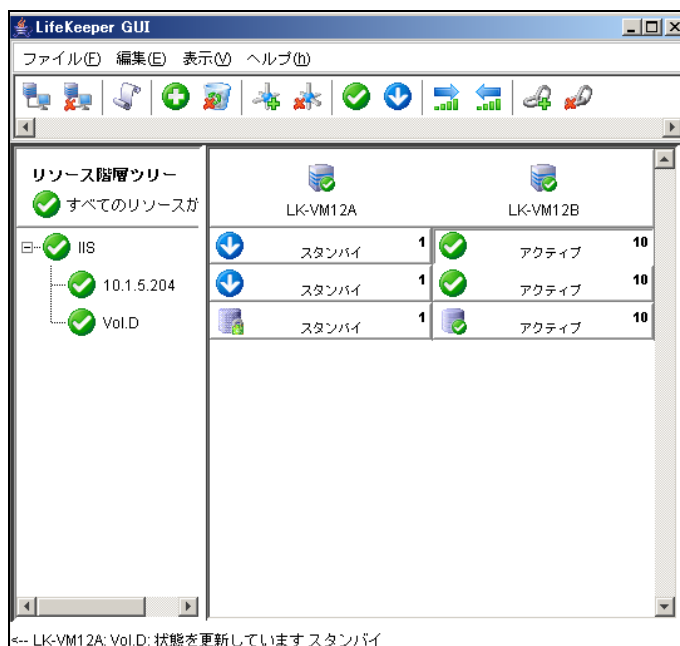 LifeKeeper GUI
ファイル(F) 編集(E) 表示(V) ヘルプ(h)
リソース階層ツリー
すべてのリソースが
LK-VM12A LK-VM12B
IIS スタンバイ 1 アクティブ 10
10.1.5.204 スタンバイ 1 アクティブ 10
Vol.D スタンバイ 1 アクティブ 10
<-- LK-VM12A: Vol.D: 状態を更新しています スタンバイ